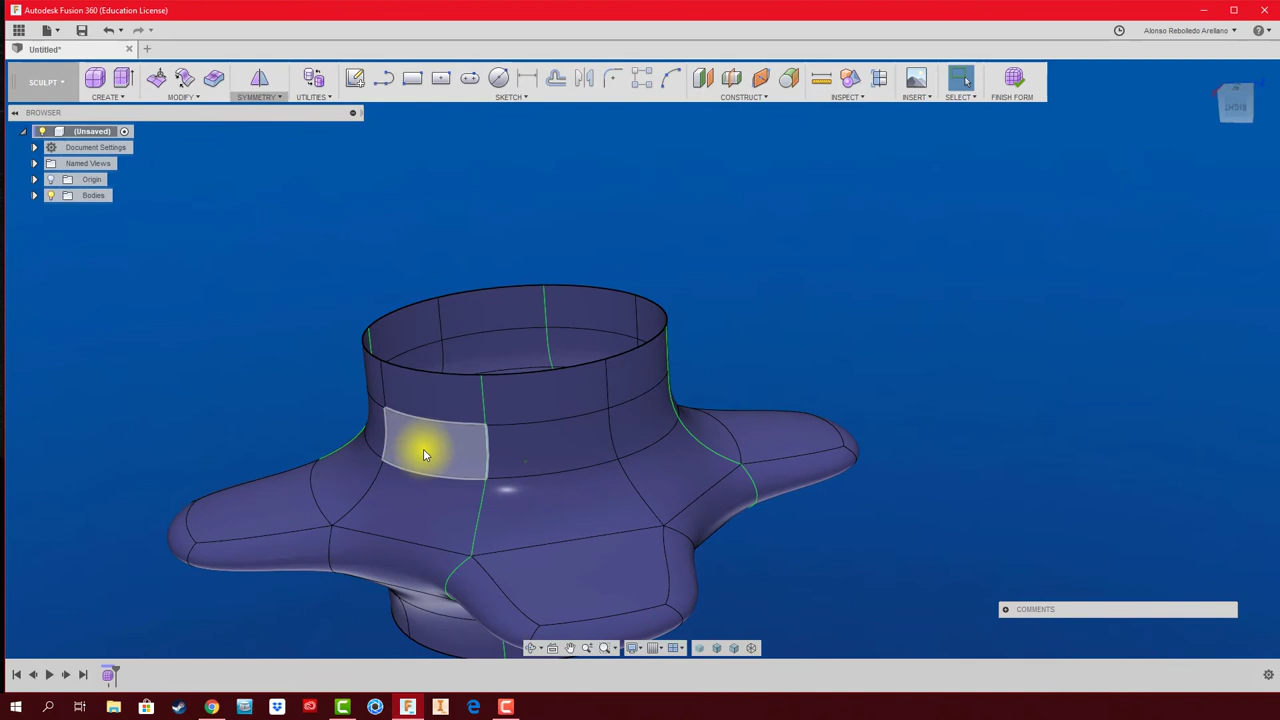 Autodesk Fusion 360 (Education License)
Alonso Rebolledo Arellano
Untitled*
SCULPT
CREATE
MODIFY
SYMMETRY
UTILITIES
SKETCH
CONSTRUCT
INSPECT
INSERT
SELECT
FINISH FORM
BROWSER
(Unsaved)
Document Settings
Named Views
Origin
Bodies
RIGHT
COMMENTS